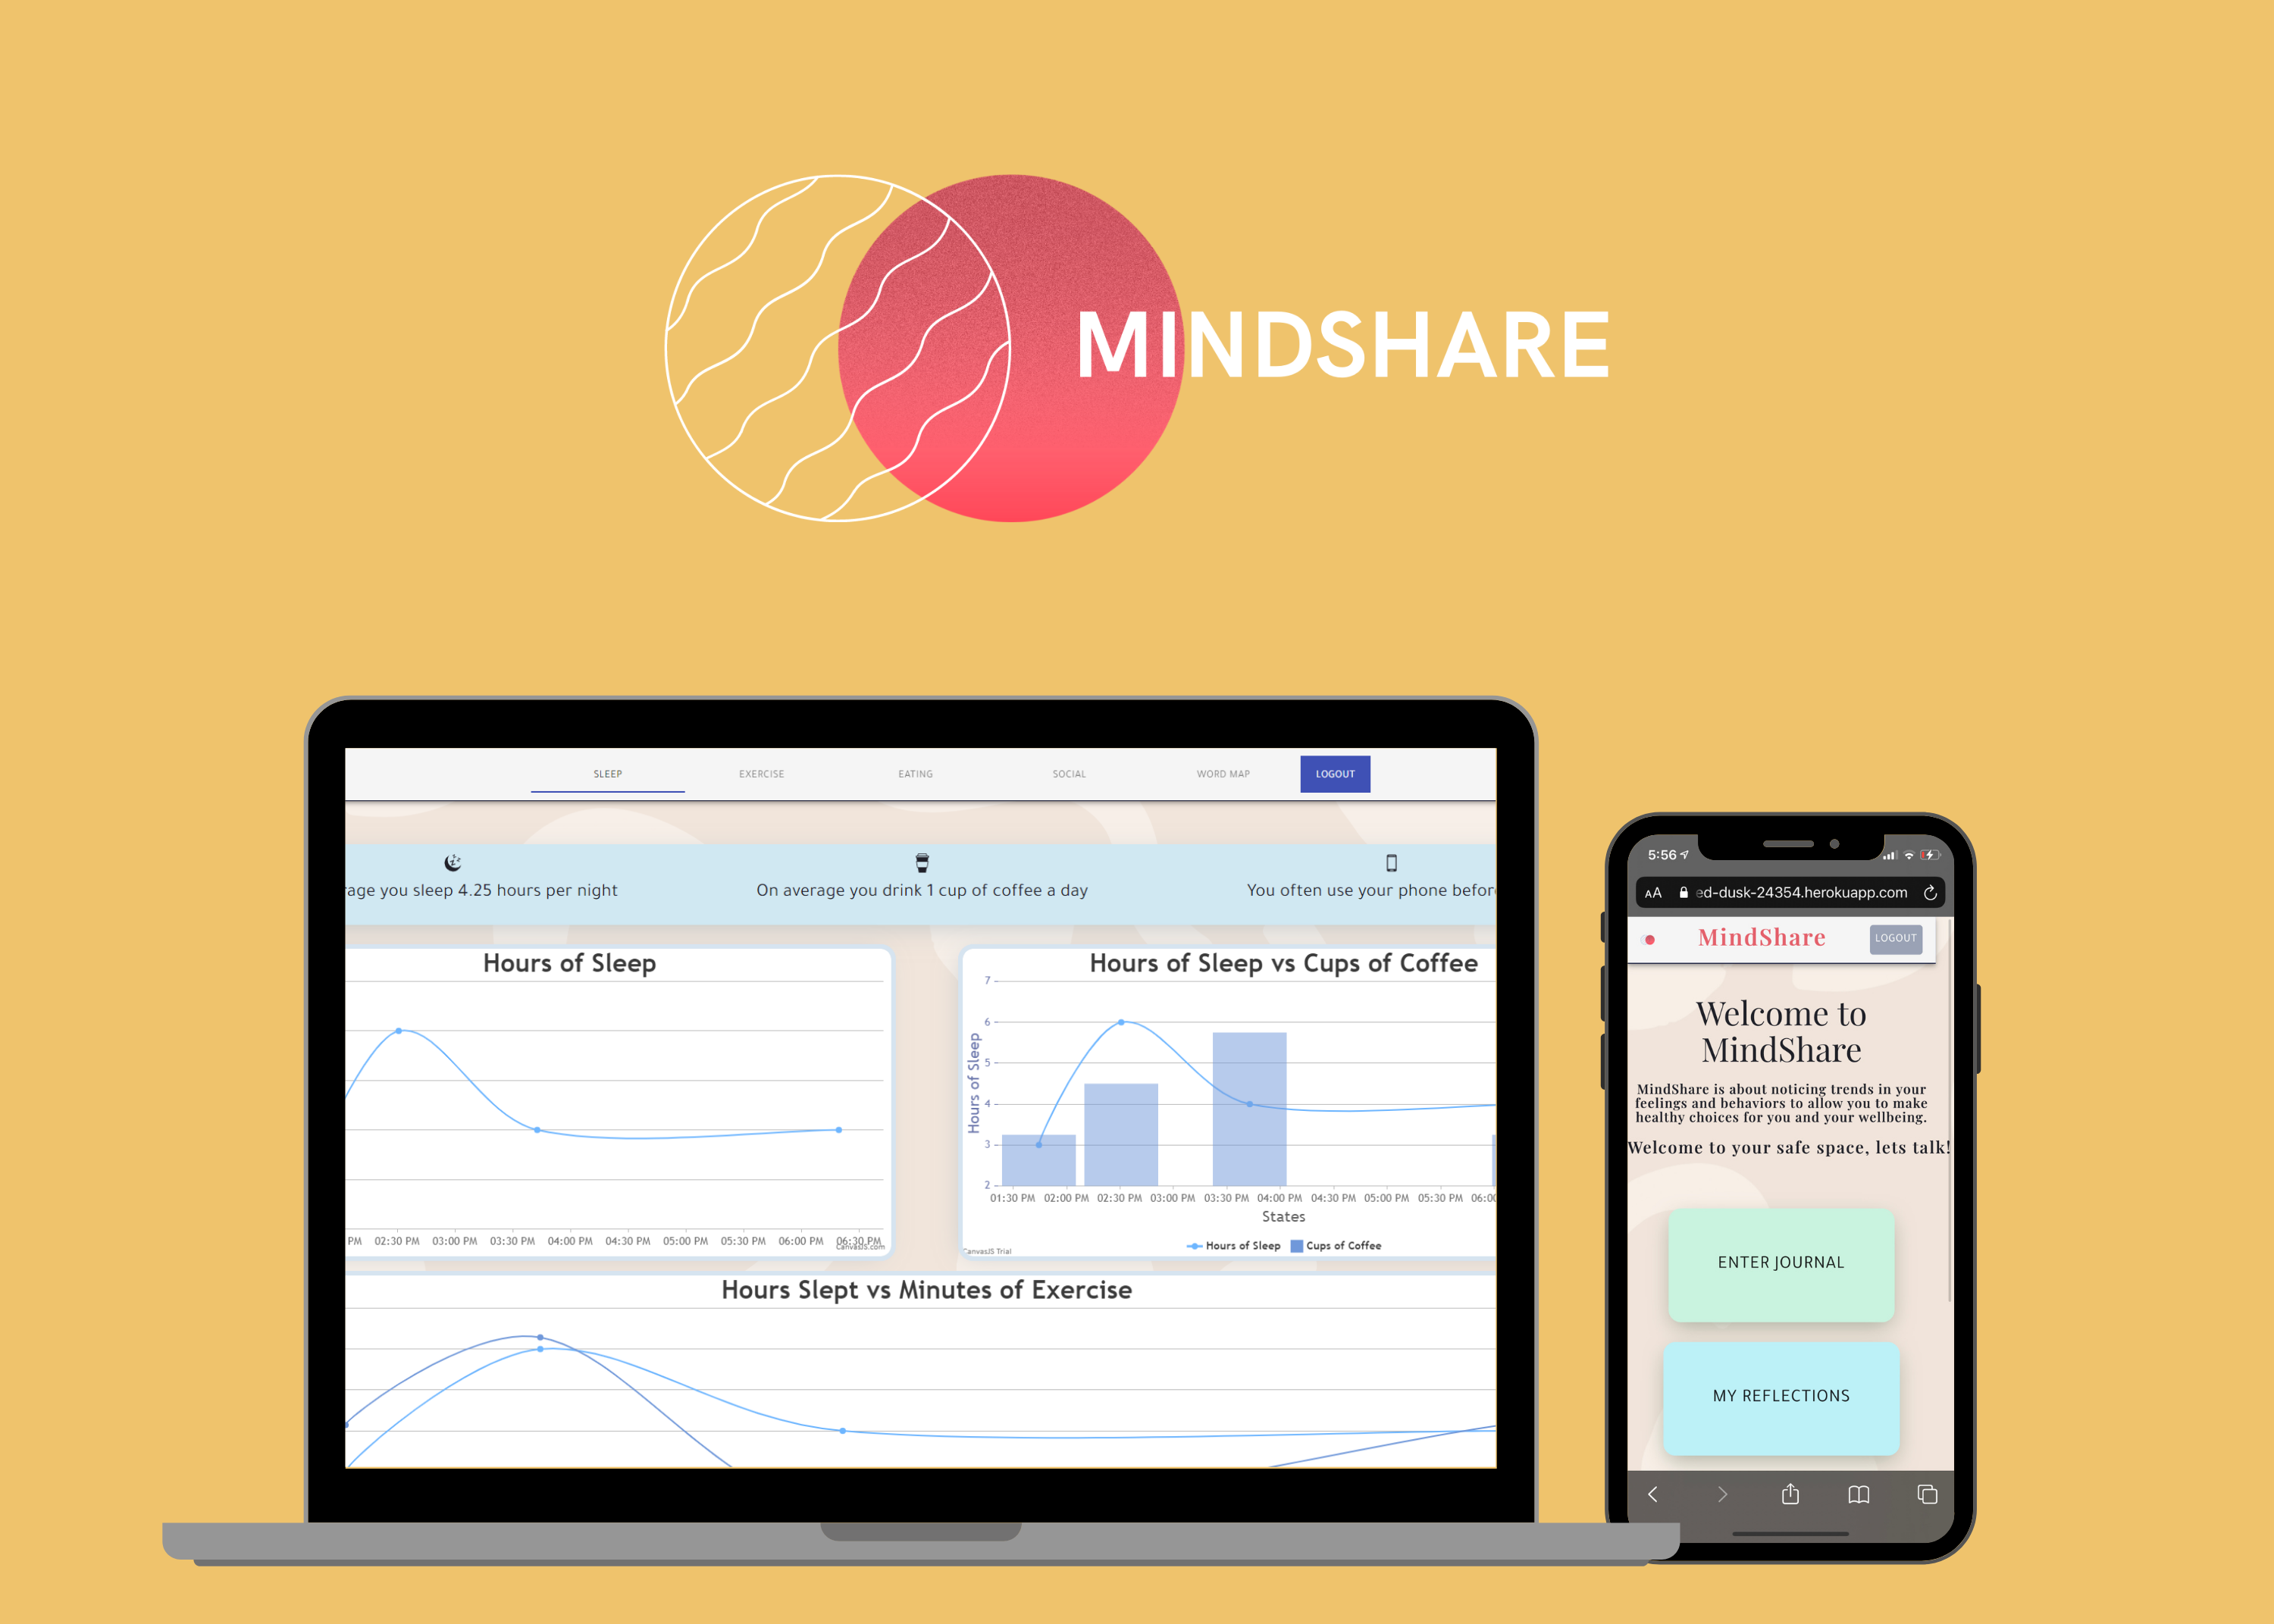 MINDSHARE
SLEEP EXERCISE EATING SOCIAL WORD MAP LOGOUT
rage you sleep 4.25 hours per night On average you drink 1 cup of coffee a day You often use your phone befor
Hours of Sleep
PM 02:30 PM 03:00 PM 03:30 PM 04:00 PM 04:30 PM 05:00 PM 05:30 PM 06:00 PM 06:30 PM
CanvasJS.com
Hours of Sleep vs Cups of Coffee
Hours of Sleep
7
6
5
4
3
2
01:30 PM 02:00 PM 02:30 PM 03:00 PM 03:30 PM 04:00 PM 04:30 PM 05:00 PM 05:30 PM 06:00
States
Hours of Sleep Cups of Coffee
CanvasJS Trial
Hours Slept vs Minutes of Exercise
5:56
AA ed-dusk-24354.herokuapp.com
MindShare LOGOUT
Welcome to
MindShare
MindShare is about noticing trends in your
feelings and behaviors to allow you to make
healthy choices for you and your wellbeing.
Welcome to your safe space, lets talk!
ENTER JOURNAL
MY REFLECTIONS